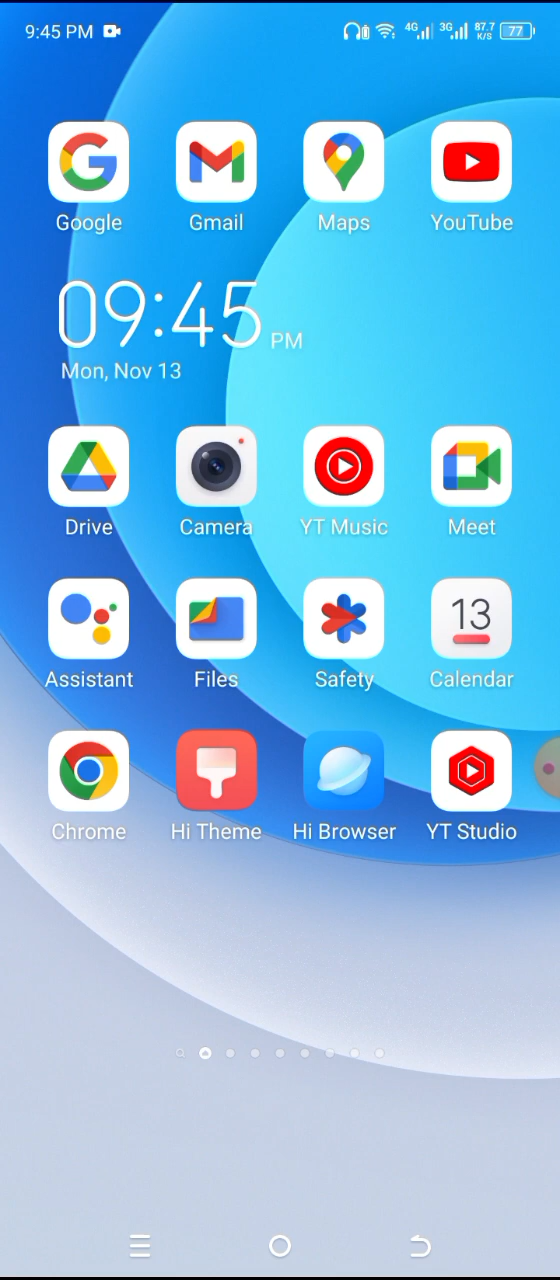 9:45 PM 4G 3G 87.7 K/S 77
Google Gmail Maps YouTube
09:45 PM
Mon, Nov 13
Drive Camera YT Music Meet
13
Assistant Files Safety Calendar
Chrome Hi Theme Hi Browser YT Studio